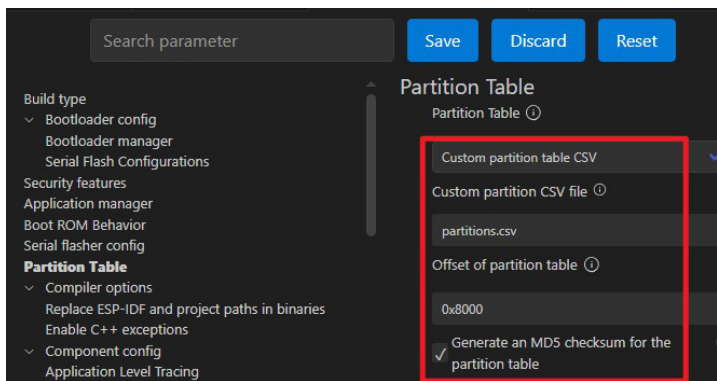 Search parameter
Save
Discard
Reset
Build type
Bootloader config
Bootloader manager
Serial Flash Configurations
Security features
Application manager
Boot ROM Behavior
Serial flasher config
Partition Table
Compiler options
Replace ESP-IDF and project paths in binaries
Enable C++ exceptions
Component config
Application Level Tracing
Partition Table
Partition Table
Custom partition table CSV
Custom partition CSV file
partitions.csv
Offset of partition table
0x8000
Generate an MD5 checksum for the
partition table